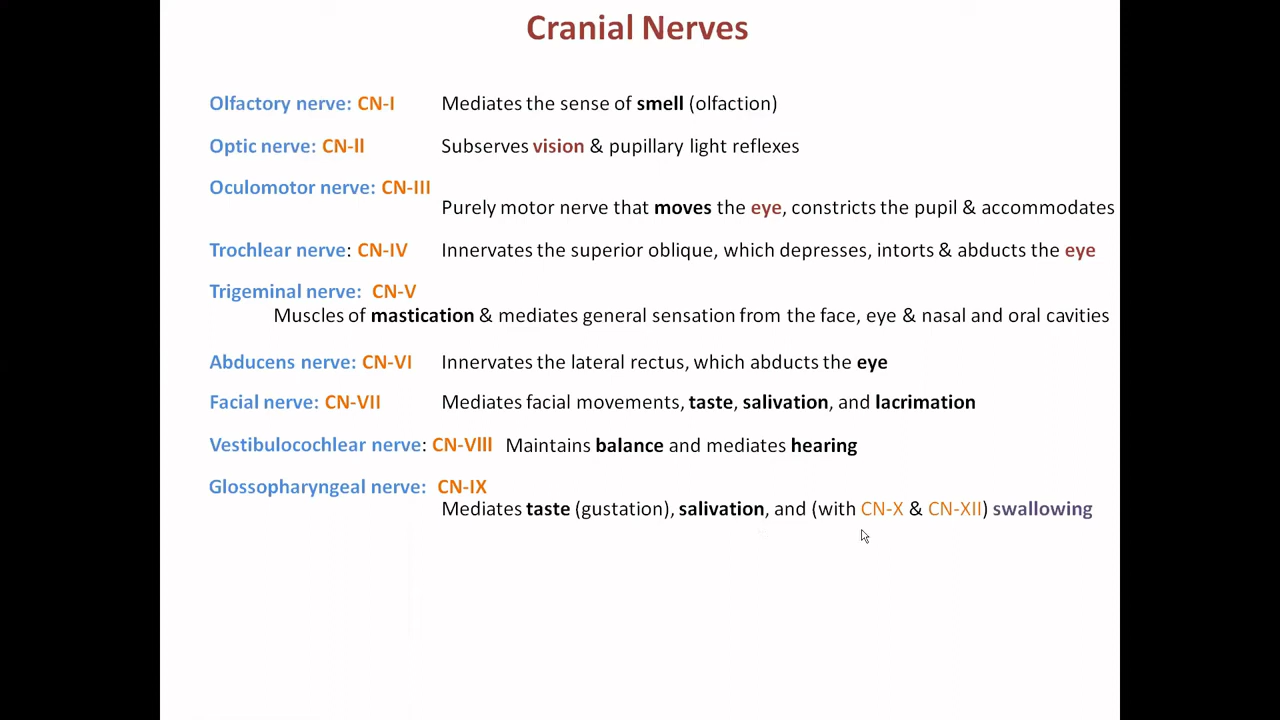 Cranial Nerves
Olfactory nerve: CN-I Mediates the sense of smell (olfaction)
Optic nerve: CN-II Subserves vision & pupillary light reflexes
Oculomotor nerve: CN-III
Purely motor nerve that moves the eye, constricts the pupil & accommodates
Trochlear nerve: CN-IV Innervates the superior oblique, which depresses, intorts & abducts the eye
Trigeminal nerve: CN-V
Muscles of mastication & mediates general sensation from the face, eye & nasal and oral cavities
Abducens nerve: CN-VI Innervates the lateral rectus, which abducts the eye
Facial nerve: CN-VII Mediates facial movements, taste, salivation, and lacrimation
Vestibulocochlear nerve: CN-VIII Maintains balance and mediates hearing
Glossopharyngeal nerve: CN-IX
Mediates taste (gustation), salivation, and (with CN-X & CN-XII) swallowing